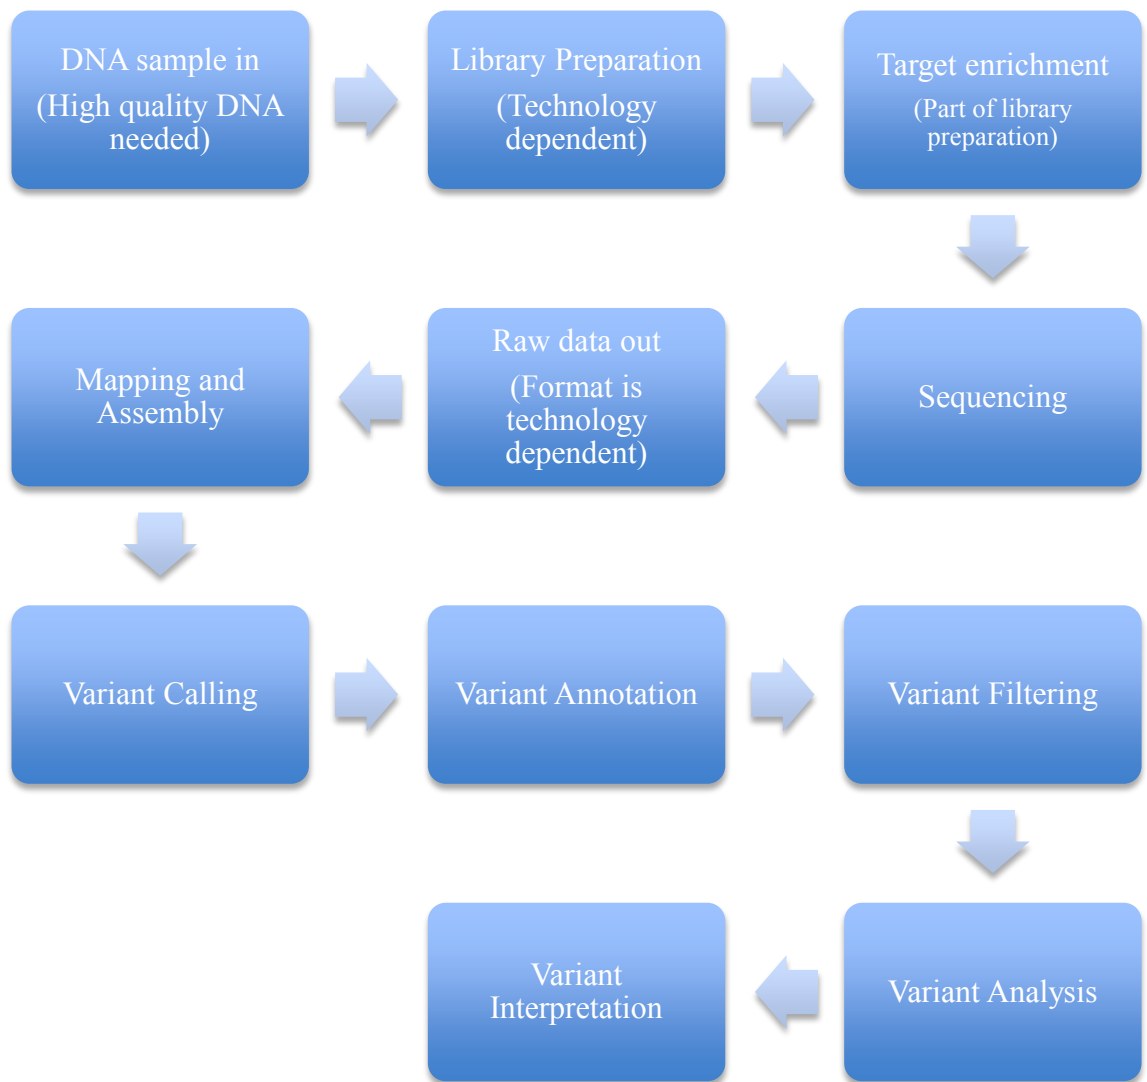 DNA sample in
(High quality DNA
needed)
Library Preparation
(Technology
dependent)
Target enrichment
(Part of library
preparation)
Sequencing
Raw data out
(Format is
technology
dependent)
Mapping and
Assembly
Variant Calling
Variant Annotation
Variant Filtering
Variant Analysis
Variant
Interpretation